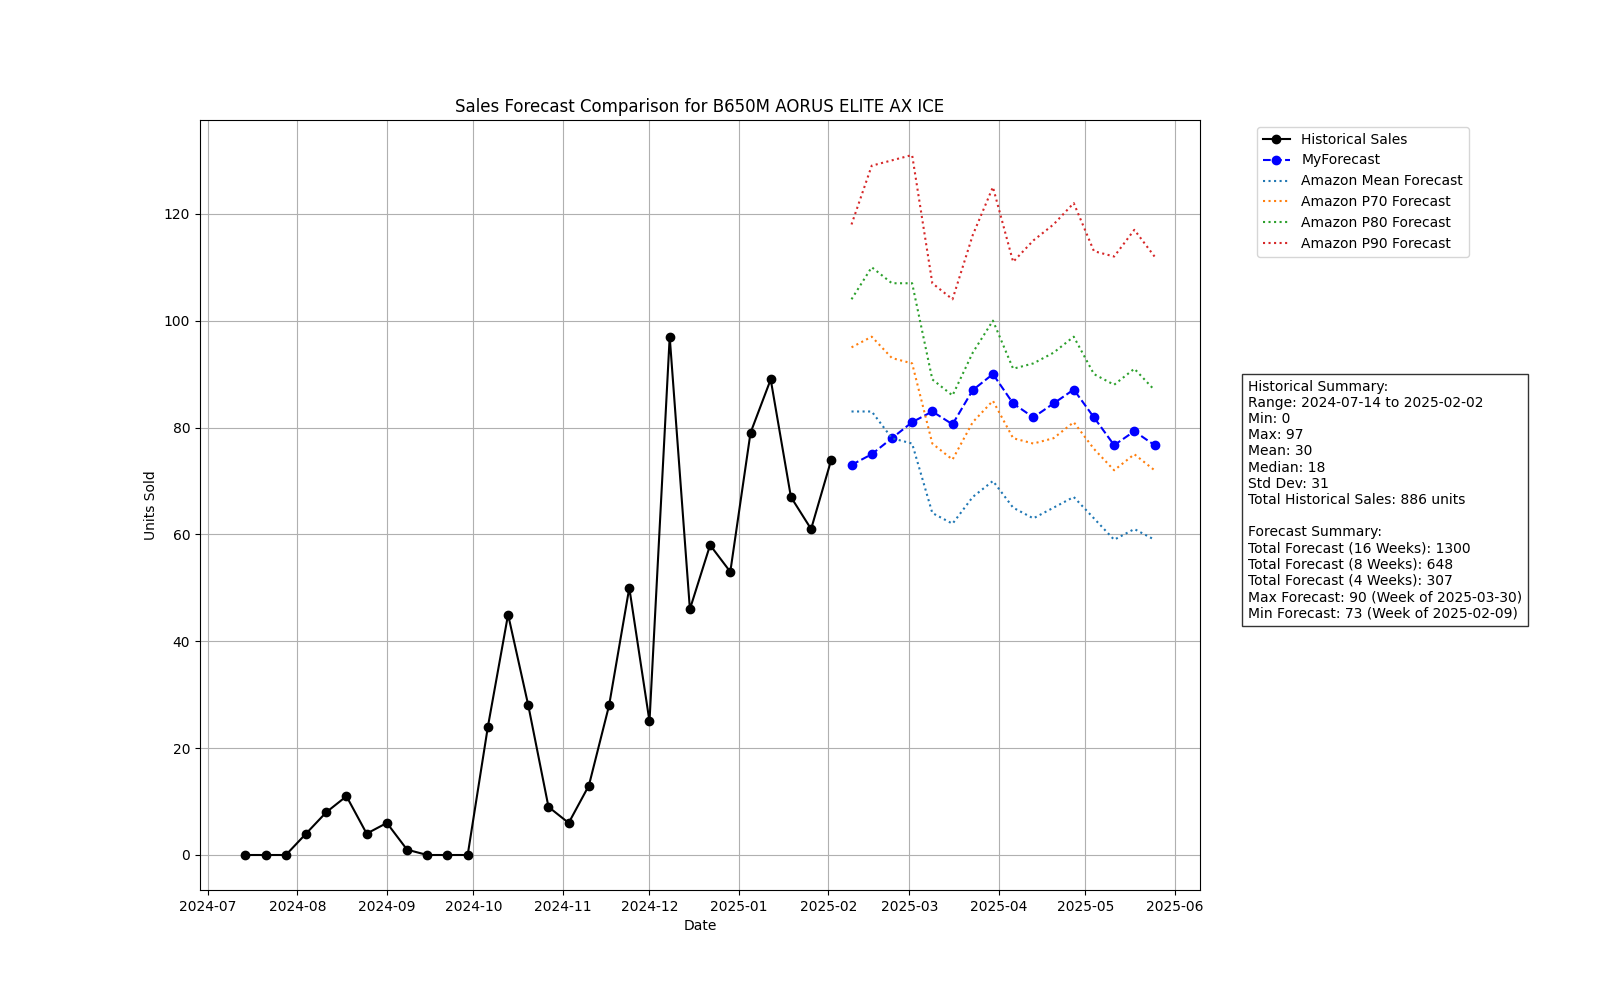 Sales Forecast Comparison for B650M AORUS ELITE AX ICE
Units Sold
120
100
80
60
40
20
0
2024-07
2024-08
2024-09
2024-10
2024-11
2024-12
2025-01
2025-02
2025-03
2025-04
2025-05
2025-06
Date
Historical Sales
MyForecast
Amazon Mean Forecast
Amazon P70 Forecast
Amazon P80 Forecast
Amazon P90 Forecast
Historical Summary:
Range: 2024-07-14 to 2025-02-02
Min: 0
Max: 97
Mean: 30
Median: 18
Std Dev: 31
Total Historical Sales: 886 units
Forecast Summary:
Total Forecast (16 Weeks): 1300
Total Forecast (8 Weeks): 648
Total Forecast (4 Weeks): 307
Max Forecast: 90 (Week of 2025-03-30)
Min Forecast: 73 (Week of 2025-02-09)